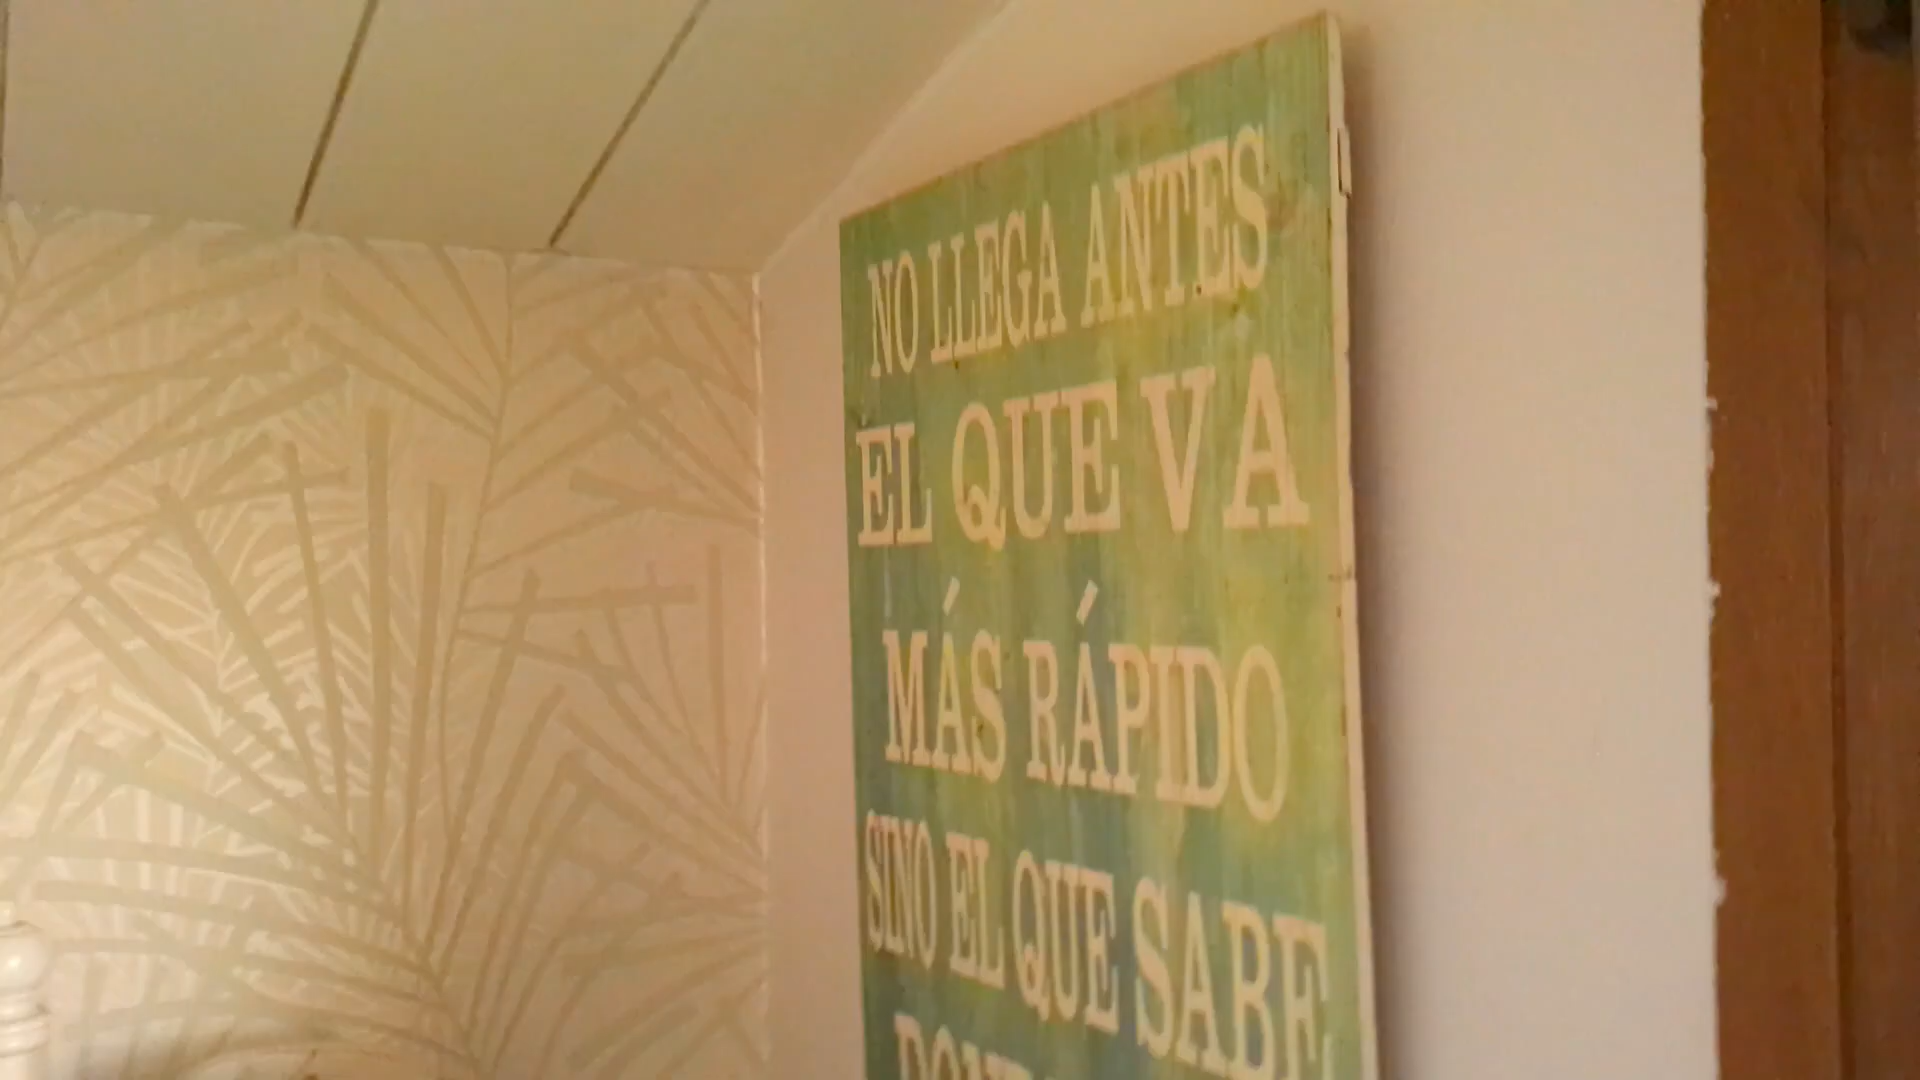 NO LLEGA ANTES
EL QUE VA
MÁS RÁPIDO
SINO EL QUE SABE